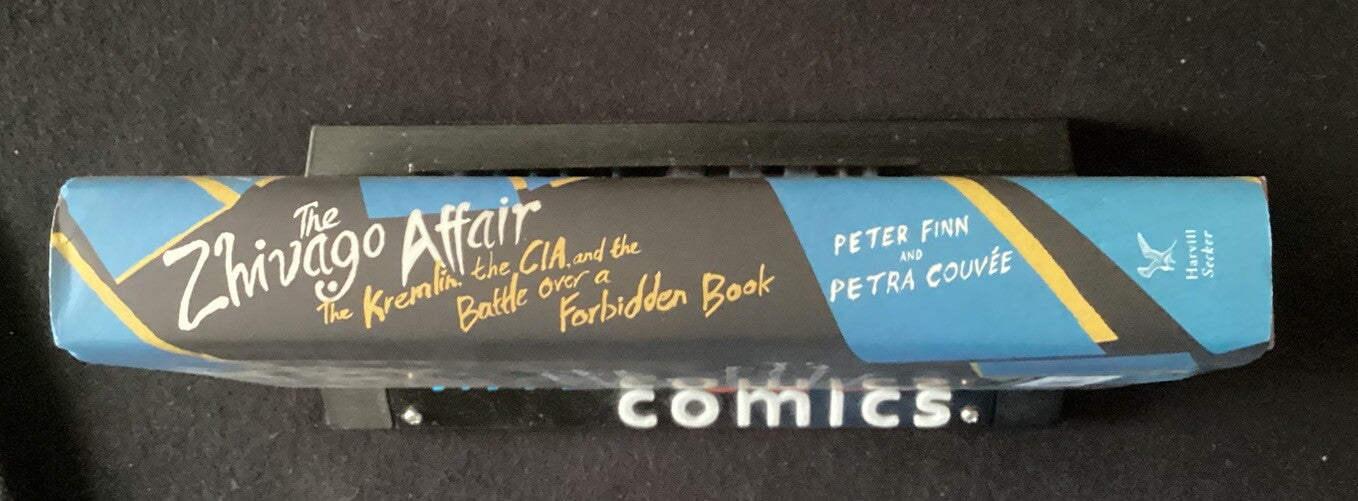 The
Zhivago Affair
The Kremlin, the CIA, and the
Battle over a
Forbidden Book
PETER FINN
AND
PETRA COUVÉE
Harvill
Secker
comics.